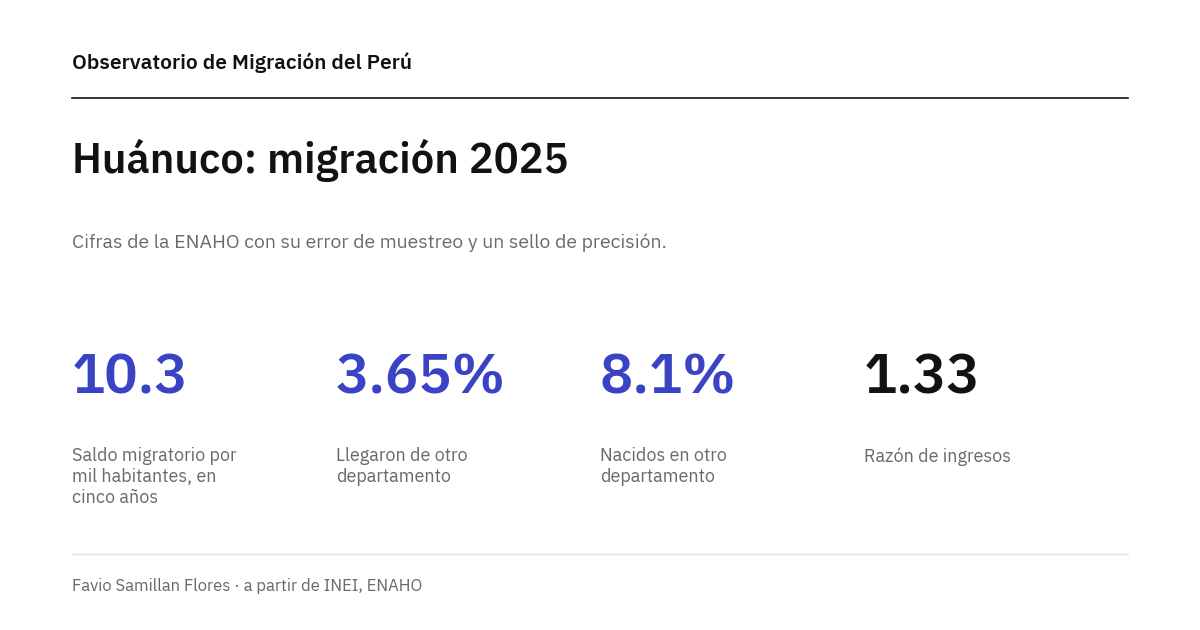 Observatorio de Migración del Perú
Huánuco: migración 2025
Cifras de la ENAHO con su error de muestreo y un sello de precisión.
10.3
Saldo migratorio por
mil habitantes, en
cinco años
3.65%
Llegaron de otro
departamento
8.1%
Nacidos en otro
departamento
1.33
Razón de ingresos
Favio Samillan Flores · a partir de INEI, ENAHO